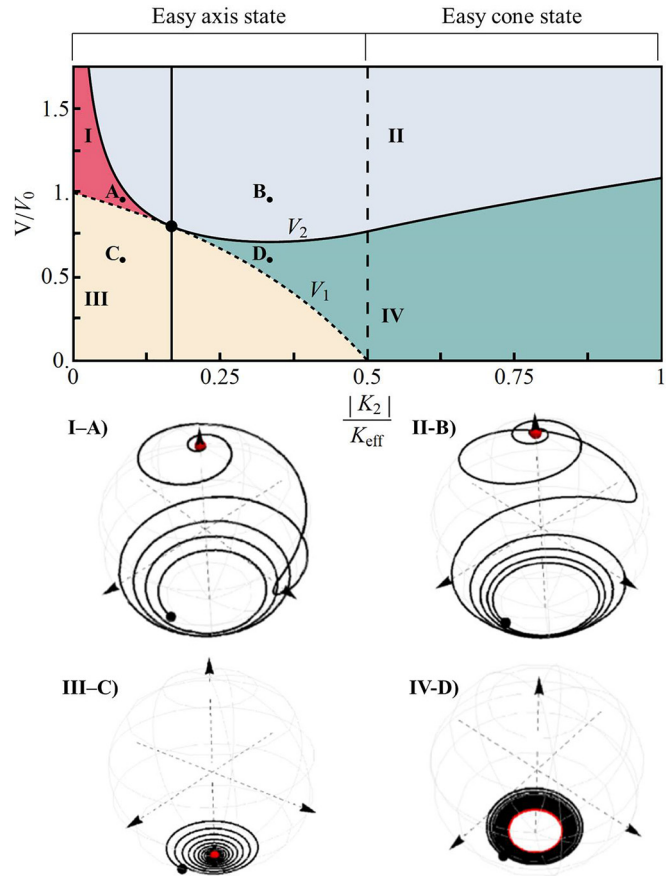 Easy axis state Easy cone state
1.5
I
II
A
B
1.
V/V0
V2
C
D
0.5
V1
III
IV
0.
0 0.25 0.5 0.75 1
|K2|
Keff
I–A) II-B)
III–C) IV-D)